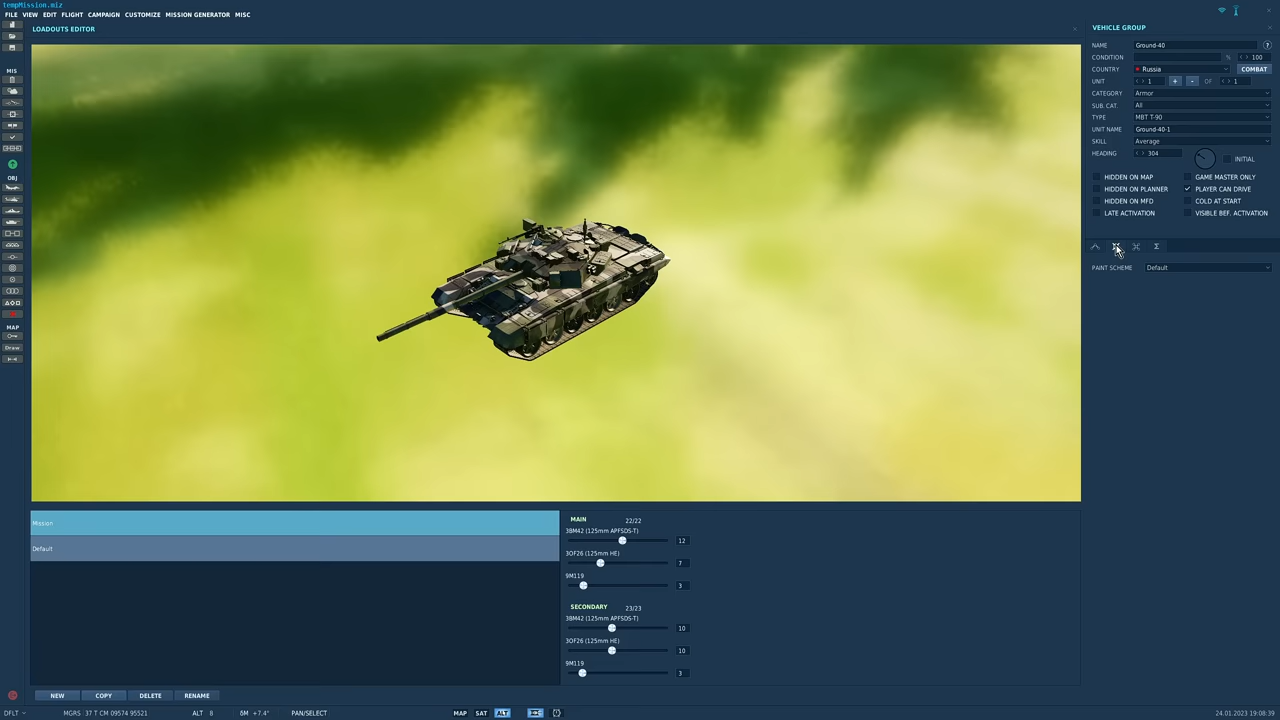 tempMission.miz
FILE VIEW EDIT FLIGHT CAMPAIGN CUSTOMIZE MISSION GENERATOR MISC
LOADOUTS EDITOR
MIS
OBJ
MAP
Draw
Mission
Default
MAIN 22/22
3BM42 (125mm APFSDS-T)
12
3OF26 (125mm HE)
7
9M119
3
SECONDARY 23/23
3BM42 (125mm APFSDS-T)
10
3OF26 (125mm HE)
10
9M119
3
NEW COPY DELETE RENAME
VEHICLE GROUP
NAME Ground-40 ?
CONDITION % 100
COUNTRY Russia COMBAT
UNIT 1 + - OF 1
CATEGORY Armor
SUB. CAT. All
TYPE MBT T-90
UNIT NAME Ground-40-1
SKILL Average
HEADING 304 INITIAL
HIDDEN ON MAP GAME MASTER ONLY
HIDDEN ON PLANNER PLAYER CAN DRIVE
HIDDEN ON MFD COLD AT START
LATE ACTIVATION VISIBLE BEF. ACTIVATION
Σ
PAINT SCHEME Default
DFLT MGRS 37 T CM 09574 95521 ALT 8 δM +7.4° PAN/SELECT MAP SAT ALT 24.01.2023 19:08:39